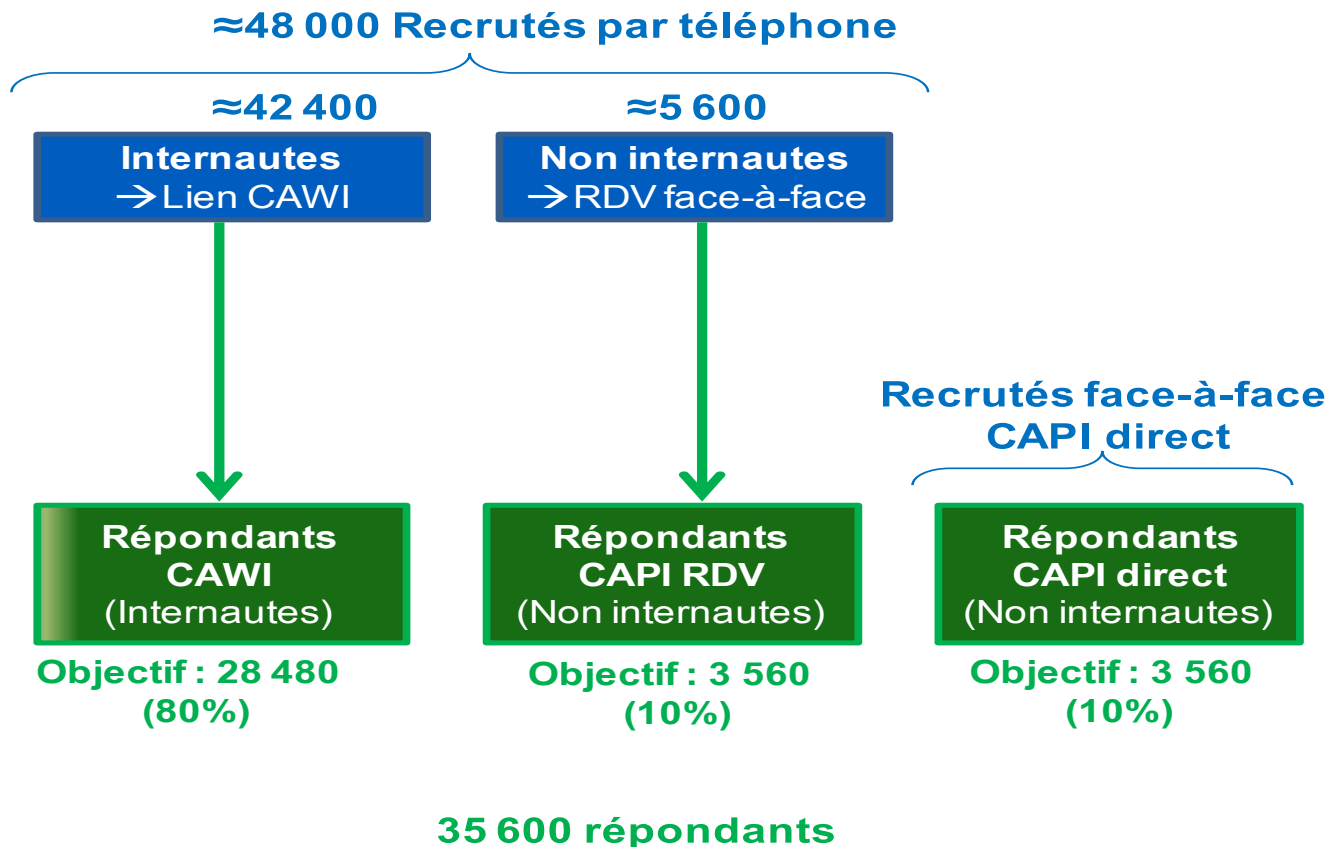 ≈48 000 Recrutés par téléphone
≈42 400
≈5 600
Internautes
→Lien CAWI
Non internautes
→RDV face-à-face
Recrutés face-à-face
CAPI direct
Répondants
CAWI
(Internautes)
Répondants
CAPI RDV
(Non internautes)
Répondants
CAPI direct
(Non internautes)
Objectif : 28 480
(80%)
Objectif : 3 560
(10%)
Objectif : 3 560
(10%)
35 600 répondants